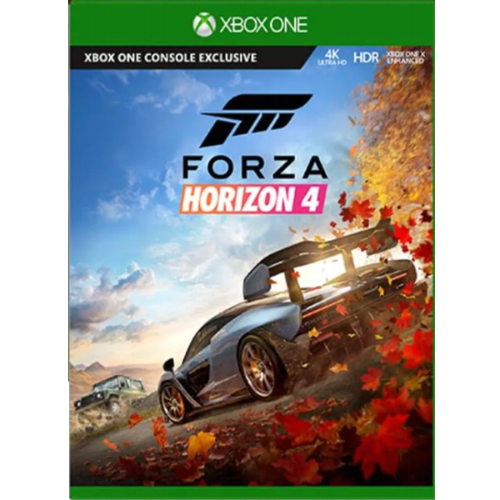 XBOX ONE
XBOX ONE CONSOLE EXCLUSIVE
4K
ULTRA HD
HDR
XBOX ONE X
ENHANCED
FORZA
HORIZON 4